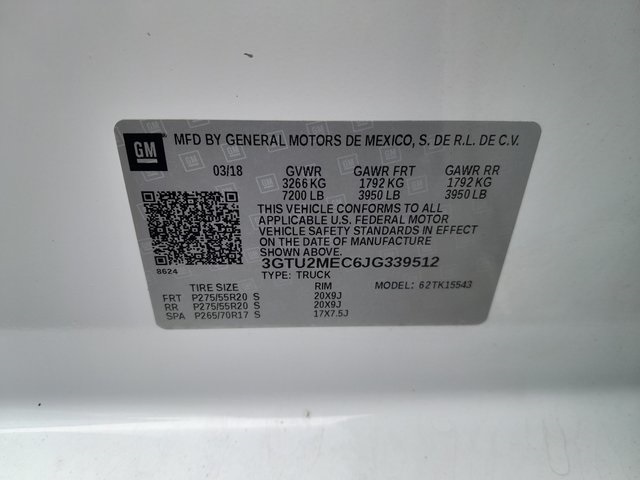 GM MFD BY GENERAL MOTORS DE MEXICO, S. DE R.L. DE C.V.
03/18 GVWR GAWR FRT GAWR RR
3266 KG 1792 KG 1792 KG
7200 LB 3950 LB 3950 LB
THIS VEHICLE CONFORMS TO ALL
APPLICABLE U.S. FEDERAL MOTOR
VEHICLE SAFETY STANDARDS IN EFFECT
ON THE DATE OF MANUFACTURE SHOWN ABOVE.
3GTU2MEC6JG339512
8624 TYPE: TRUCK
TIRE SIZE RIM MODEL: 62TK15543
FRT P275/55R20 S 20X9J
RR P275/55R20 S 20X9J
SPA P265/70R17 S 17X7.5J